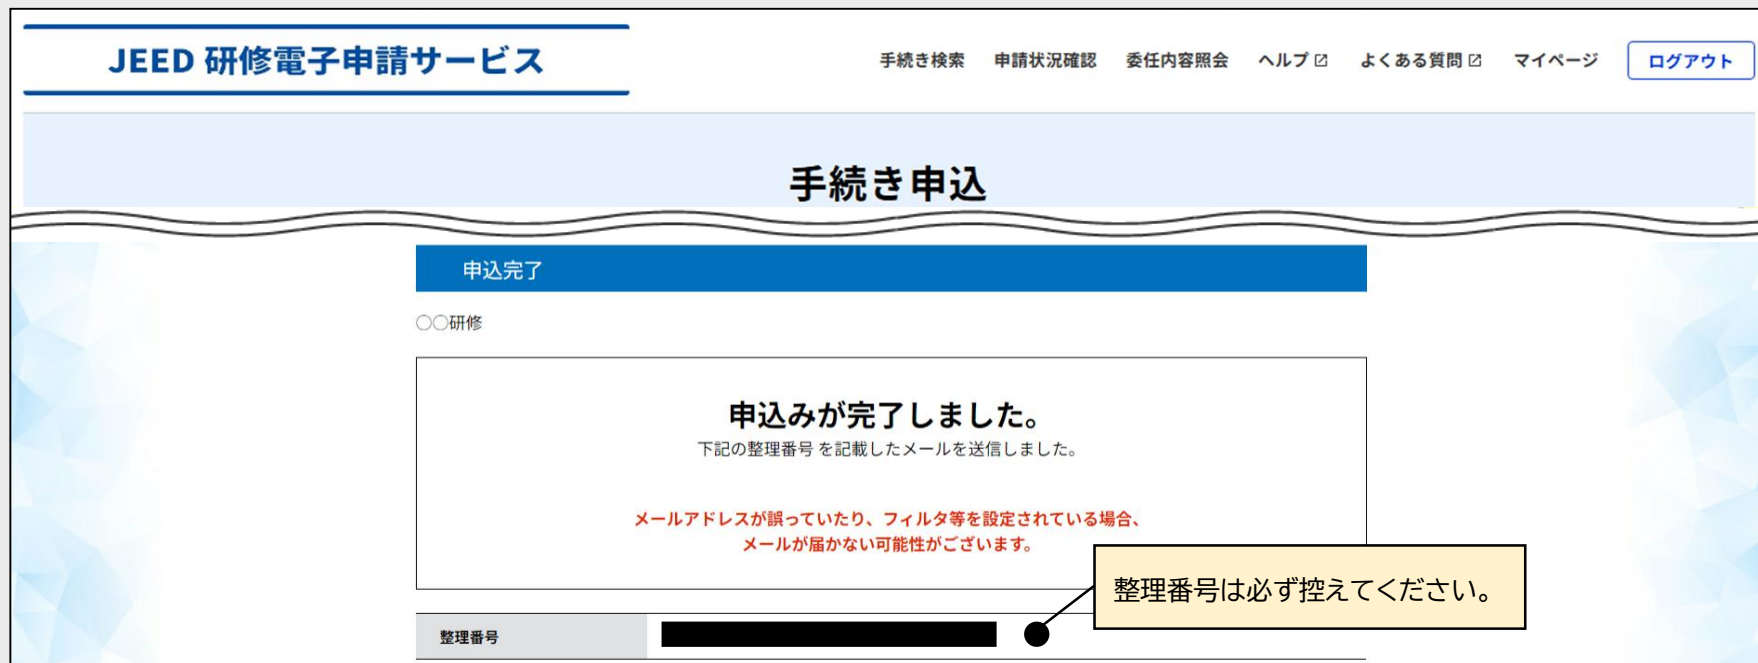 JEED 研修電子申請サービス
手続き検索 申請状況確認 委任内容照会 ヘルプ よくある質問 マイページ ログアウト
手続き申込
申込完了
○○研修
申込みが完了しました。
下記の整理番号 を記載したメールを送信しました。
メールアドレスが誤っていたり、フィルタ等を設定されている場合、
メールが届かない可能性がございます。
整理番号は必ず控えてください。
整理番号